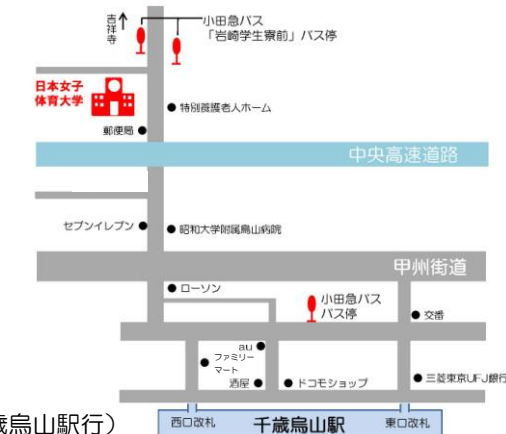 吉祥寺
小田急バス
「岩崎学生寮前」バス停
日本女子
体育大学
特別養護老人ホーム
郵便局
中央高速道路
セブンイレブン
昭和大学附属烏山病院
甲州街道
ローソン
小田急バス
バス停
交番
au
ファミリー
マート
酒屋
ドコモショップ
三菱東京UFJ銀行
歳烏山駅行）
西口改札
千歳烏山駅
東口改札